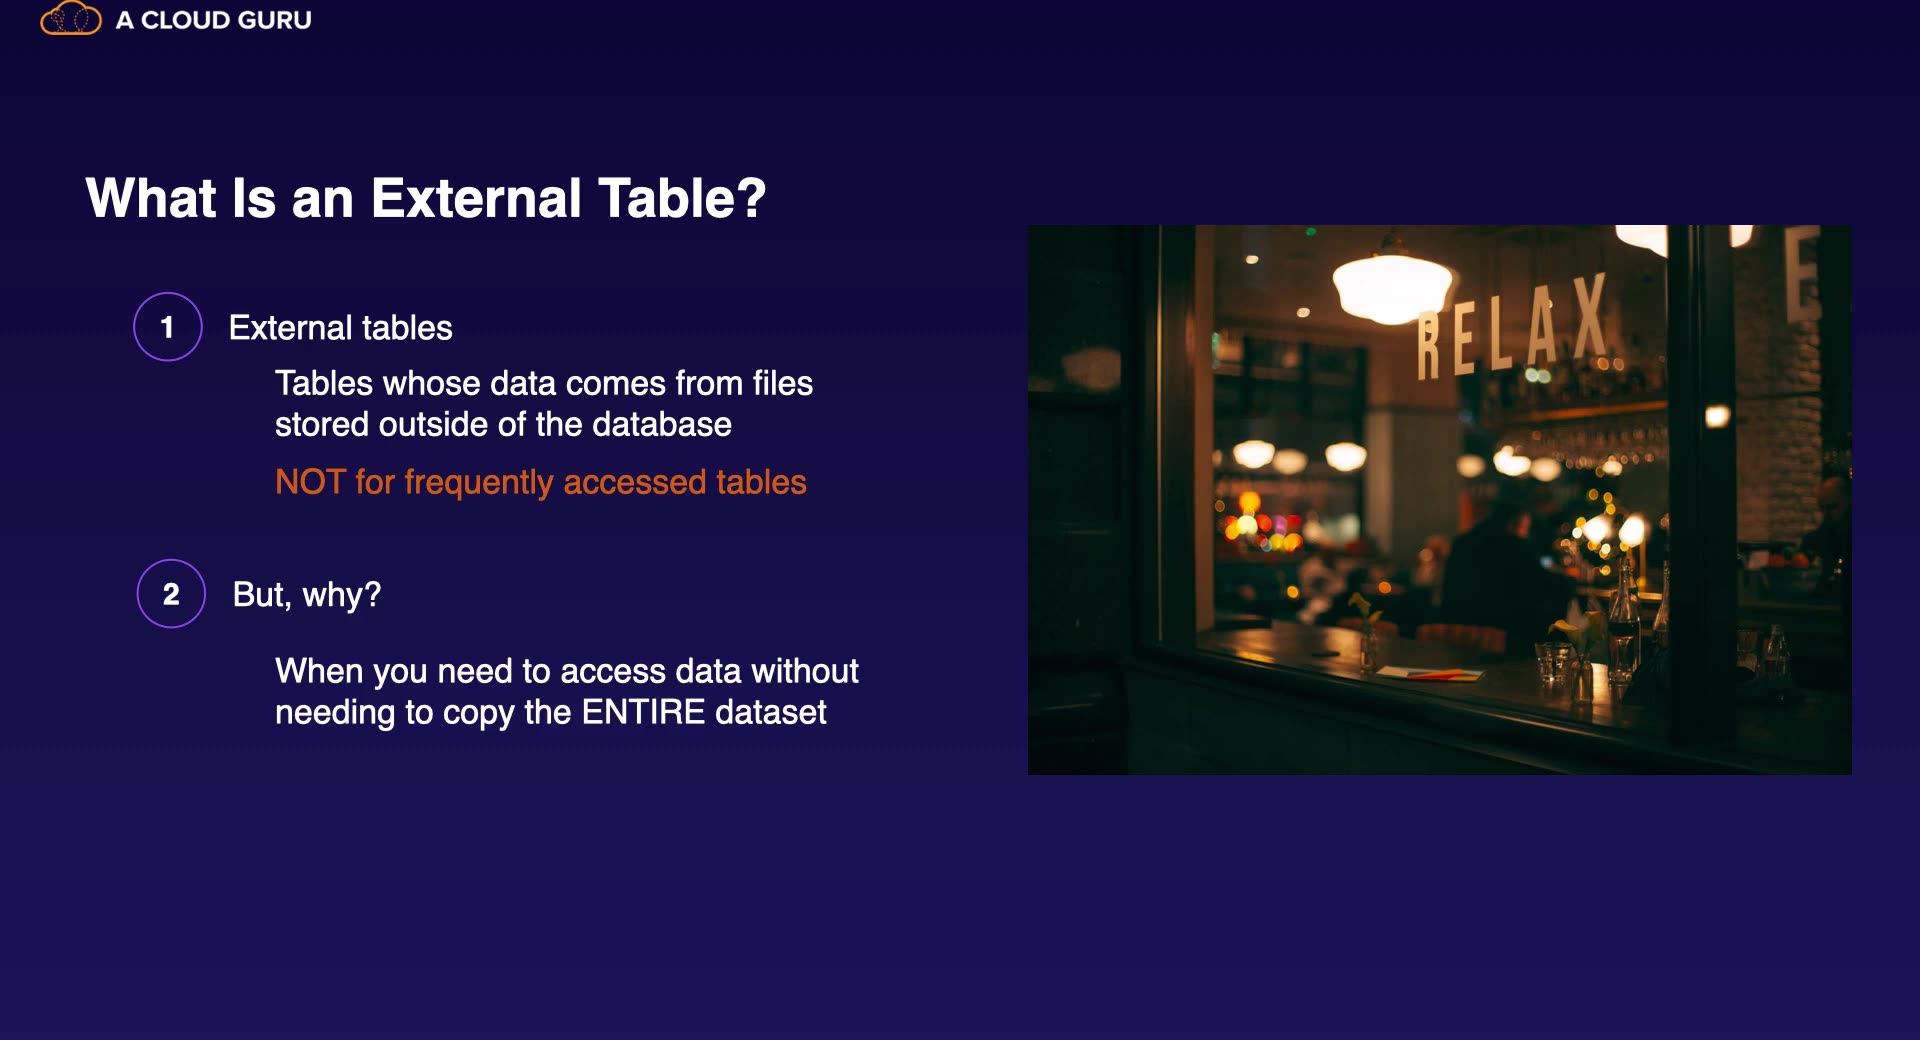 A CLOUD GURU
What Is an External Table?
1 External tables
Tables whose data comes from files
stored outside of the database
NOT for frequently accessed tables
2 But, why?
When you need to access data without
needing to copy the ENTIRE dataset
RELAX
E